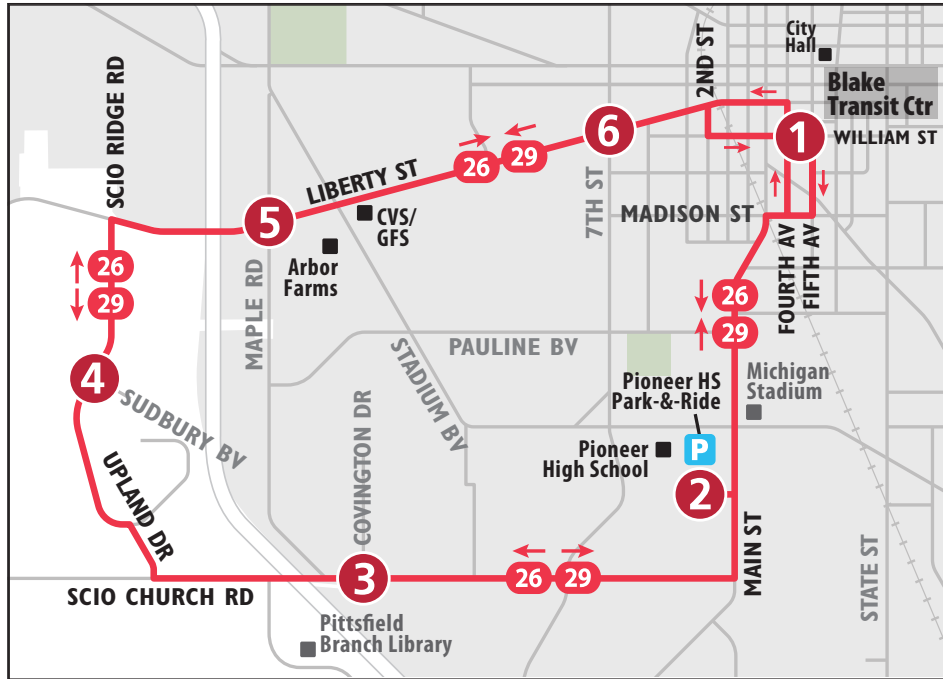 City
Hall
2ND ST
Blake
Transit Ctr
SCIO RIDGE RD
6
1
WILLIAM ST
26
29
LIBERTY ST
7TH ST
MADISON ST
5
CVS/
GFS
Arbor
Farms
FOURTH AV
FIFTH AV
26
29
MAPLE RD
26
29
PAULINE BV
STADIUM BV
4
SUDBURY BV
COVINGTON DR
Pioneer HS
Park-&-Ride
Michigan
Stadium
P
Pioneer
High School
2
UPLAND DR
MAIN ST
STATE ST
3
26
29
SCIO CHURCH RD
Pittsfield
Branch Library